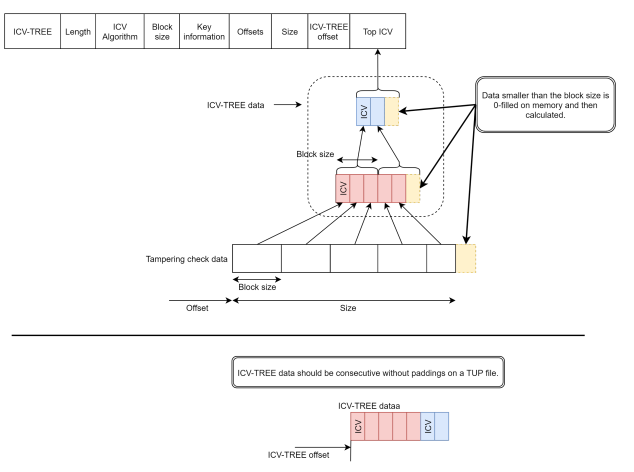 ICV-TREE
Length
ICV
Algorithm
Block
size
Key
information
Offsets
Size
ICV-TREE
offset
Top ICV
ICV-TREE data
ICV
Data smaller than the block size is
0-filled on memory and then
calculated.
Block size
ICV
Tampering check data
Block size
Offset
Size
ICV-TREE data should be consecutive without paddings on a TUP file.
ICV-TREE dataa
ICV
ICV
ICV-TREE offset